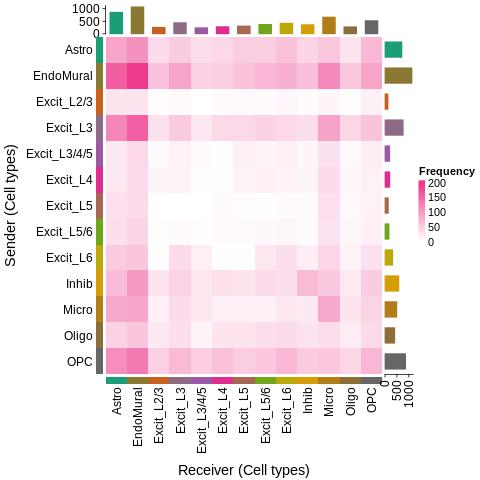 1000
500
0
Astro
EndoMural
Excit_L2/3
Excit_L3
Excit_L3/4/5
Excit_L4
Excit_L5
Excit_L5/6
Excit_L6
Inhib
Micro
Oligo
OPC
Sender (Cell types)
Frequency
200
150
100
50
0
0
500
1000
Astro
EndoMural
Excit_L2/3
Excit_L3
Excit_L3/4/5
Excit_L4
Excit_L5
Excit_L5/6
Excit_L6
Inhib
Micro
Oligo
OPC
Receiver (Cell types)